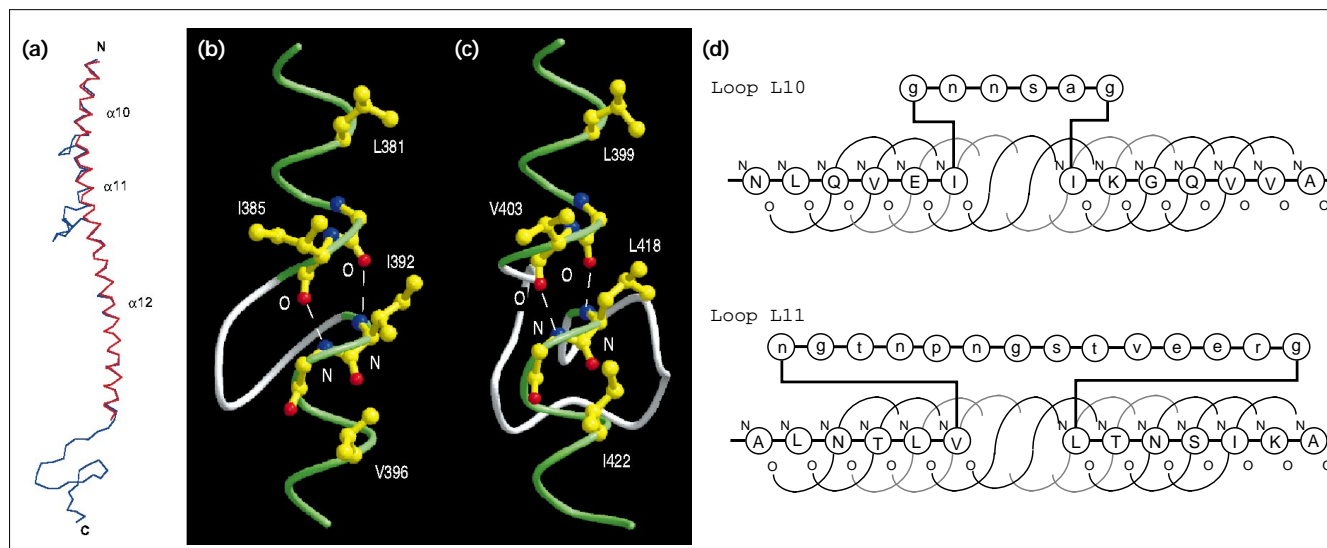 (a)
N
α10
α11
α12
C
(b)
L381
I385
I392
O
O
N
N
V396
(c)
L399
V403
L418
O
O
N
N
I422
(d)
Loop L10
g n n s a g
N N N N N N N N N
N L Q V E I I K G Q V V A
O O O O O O O O O O O O
Loop L11
n g t n p n g s t v e e r g
N N N N N N N N N N
A L N T L V L T N S I K A
O O O O O O O O O O O O